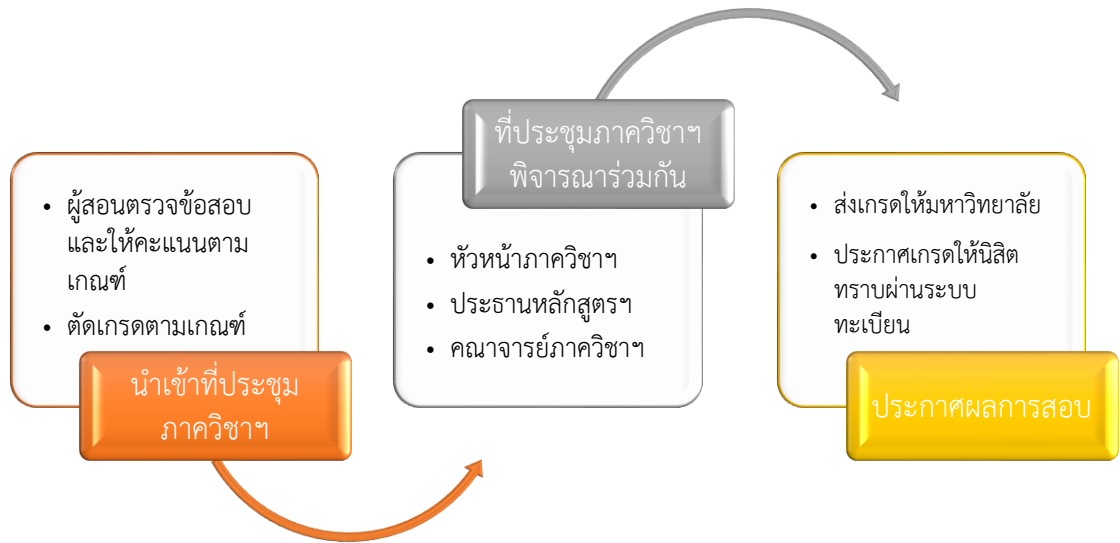 • ผู้สอนตรวจข้อสอบ
และให้คะแนนตาม
เกณฑ์
• ตัดเกรดตามเกณฑ์
นำเข้าที่ประชุม
ภาควิชาฯ
ที่ประชุมภาควิชาฯ
พิจารณาร่วมกัน
• หัวหน้าภาควิชาฯ
• ประธานหลักสูตรฯ
• คณาจารย์ภาควิชาฯ
• ส่งเกรดให้มหาวิทยาลัย
• ประกาศเกรดให้นิสิต
ทราบผ่านระบบ
ทะเบียน
ประกาศผลการสอบ